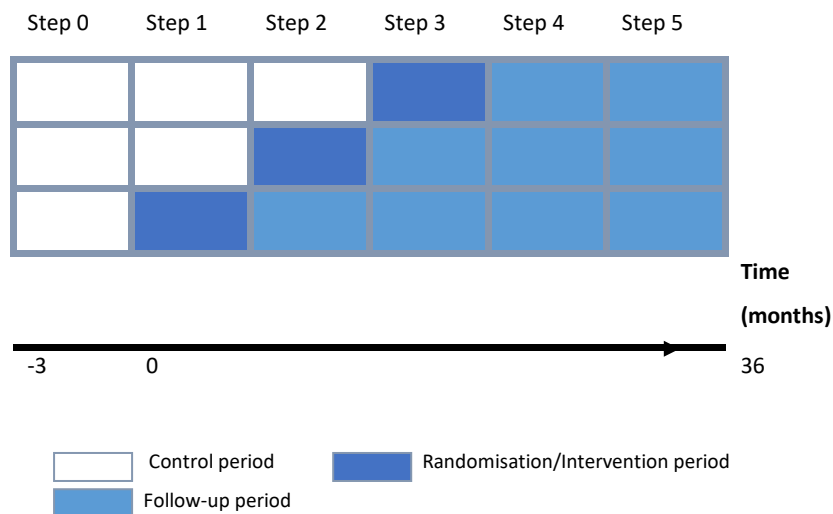 Step 0 Step 1 Step 2 Step 3 Step 4 Step 5
Time
(months)
-3 0 36
Control period Randomisation/Intervention period
Follow-up period